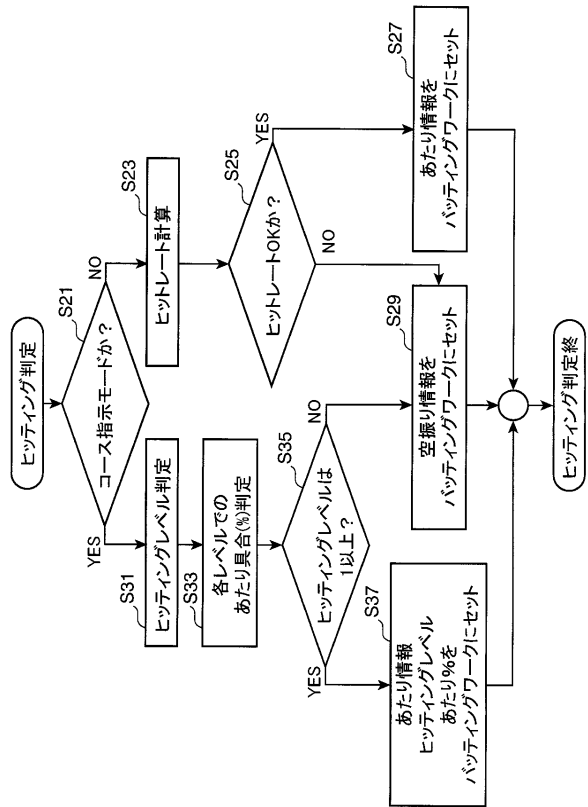 ヒッティング判定
S21
コース指示モードか？
YES
NO
S31
ヒッティングレベル判定
S23
ヒットレート計算
S33
各レベルでの
あたり具合(%)判定
S25
ヒットレートOKか？
YES
NO
S35
ヒッティングレベルは
1以上？
YES
NO
S37
あたり情報
ヒッティングレベル
あたり%を
バッティングワークにセット
S29
空振り情報を
バッティングワークにセット
S27
あたり情報を
バッティングワークにセット
ヒッティング判定終